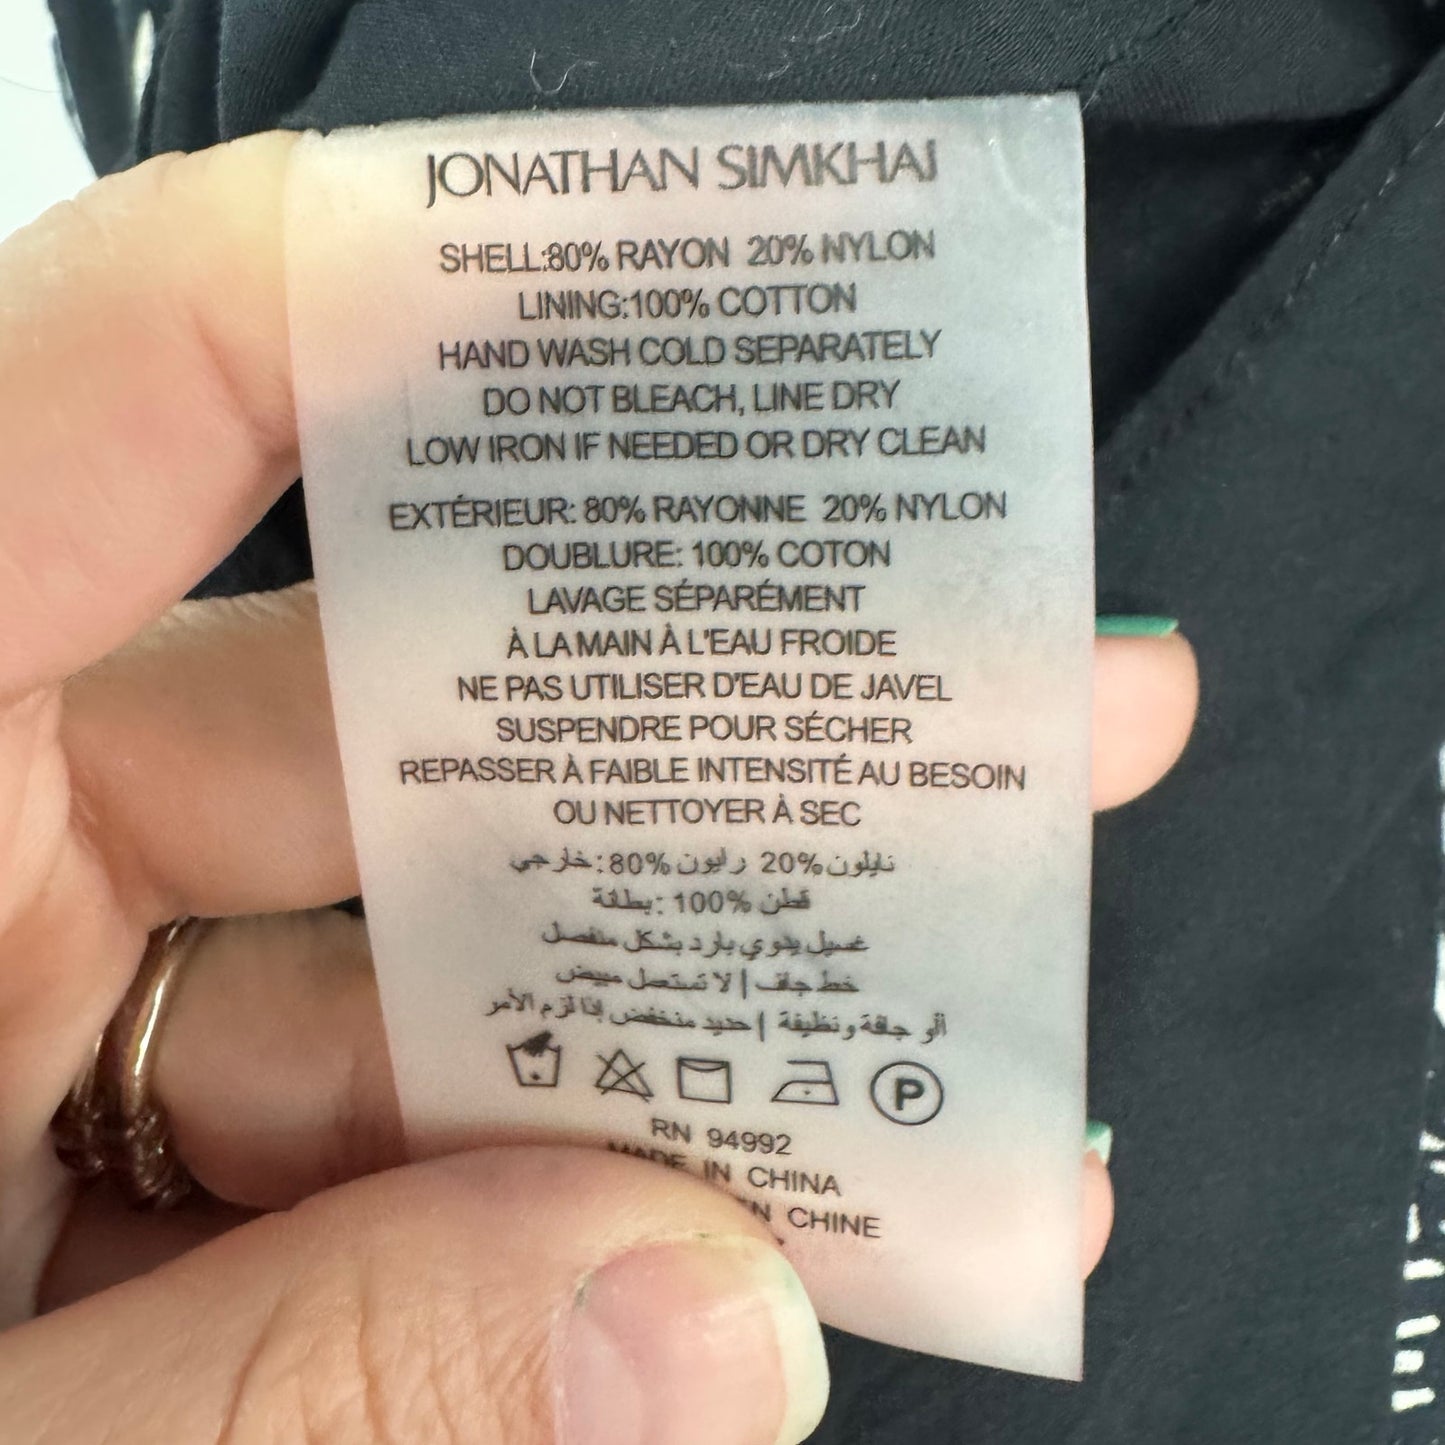 JONATHAN SIMKHAI
SHELL:80% RAYON 20% NYLON
LINING:100% COTTON
HAND WASH COLD SEPARATELY
DO NOT BLEACH, LINE DRY
LOW IRON IF NEEDED OR DRY CLEAN
EXTÉRIEUR: 80% RAYONNE 20% NYLON
DOUBLURE: 100% COTON
LAVAGE SÉPARÉMENT
À LA MAIN À L'EAU FROIDE
NE PAS UTILISER D'EAU DE JAVEL
SUSPENDRE POUR SÉCHER
REPASSER À FAIBLE INTENSITÉ AU BESOIN
OU NETTOYER À SEC
نايلون 20% رايون 80%: خارجي
قطن 100%: بطانة
غسيل يدوي بارد بشكل منفصل
خط جاف | لا تستعمل مبيض
ألو جافة ونظيفة | حديد منخفض إذا لزم الأمر
P
RN 94992
MADE IN CHINA
EN CHINE